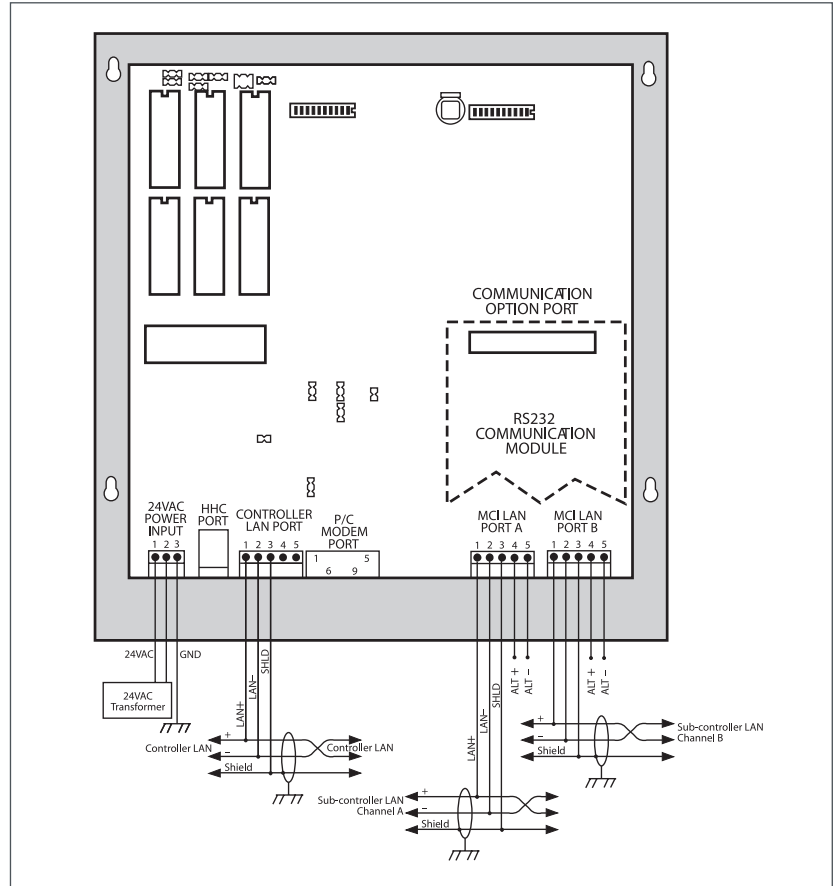 COMMUNICATION
OPTION PORT
RS232
COMMUNICATION
MODULE
24VAC
POWER
INPUT
1 2 3
HHC
PORT
CONTROLLER
LAN PORT
1 2 3 4 5
P/C
MODEM
PORT
1 5
6 9
MCI LAN
PORT A
1 2 3 4 5
MCI LAN
PORT B
1 2 3 4 5
24VAC
GND
24VAC
Transformer
LAN+
LAN–
SHLD
Controller LAN
+
–
Shield
Controller LAN
LAN+
LAN–
SHLD
ALT +
ALT –
ALT +
ALT –
Sub-controller LAN
Channel A
+
–
Shield
+
–
Shield
Sub-controller LAN
Channel B